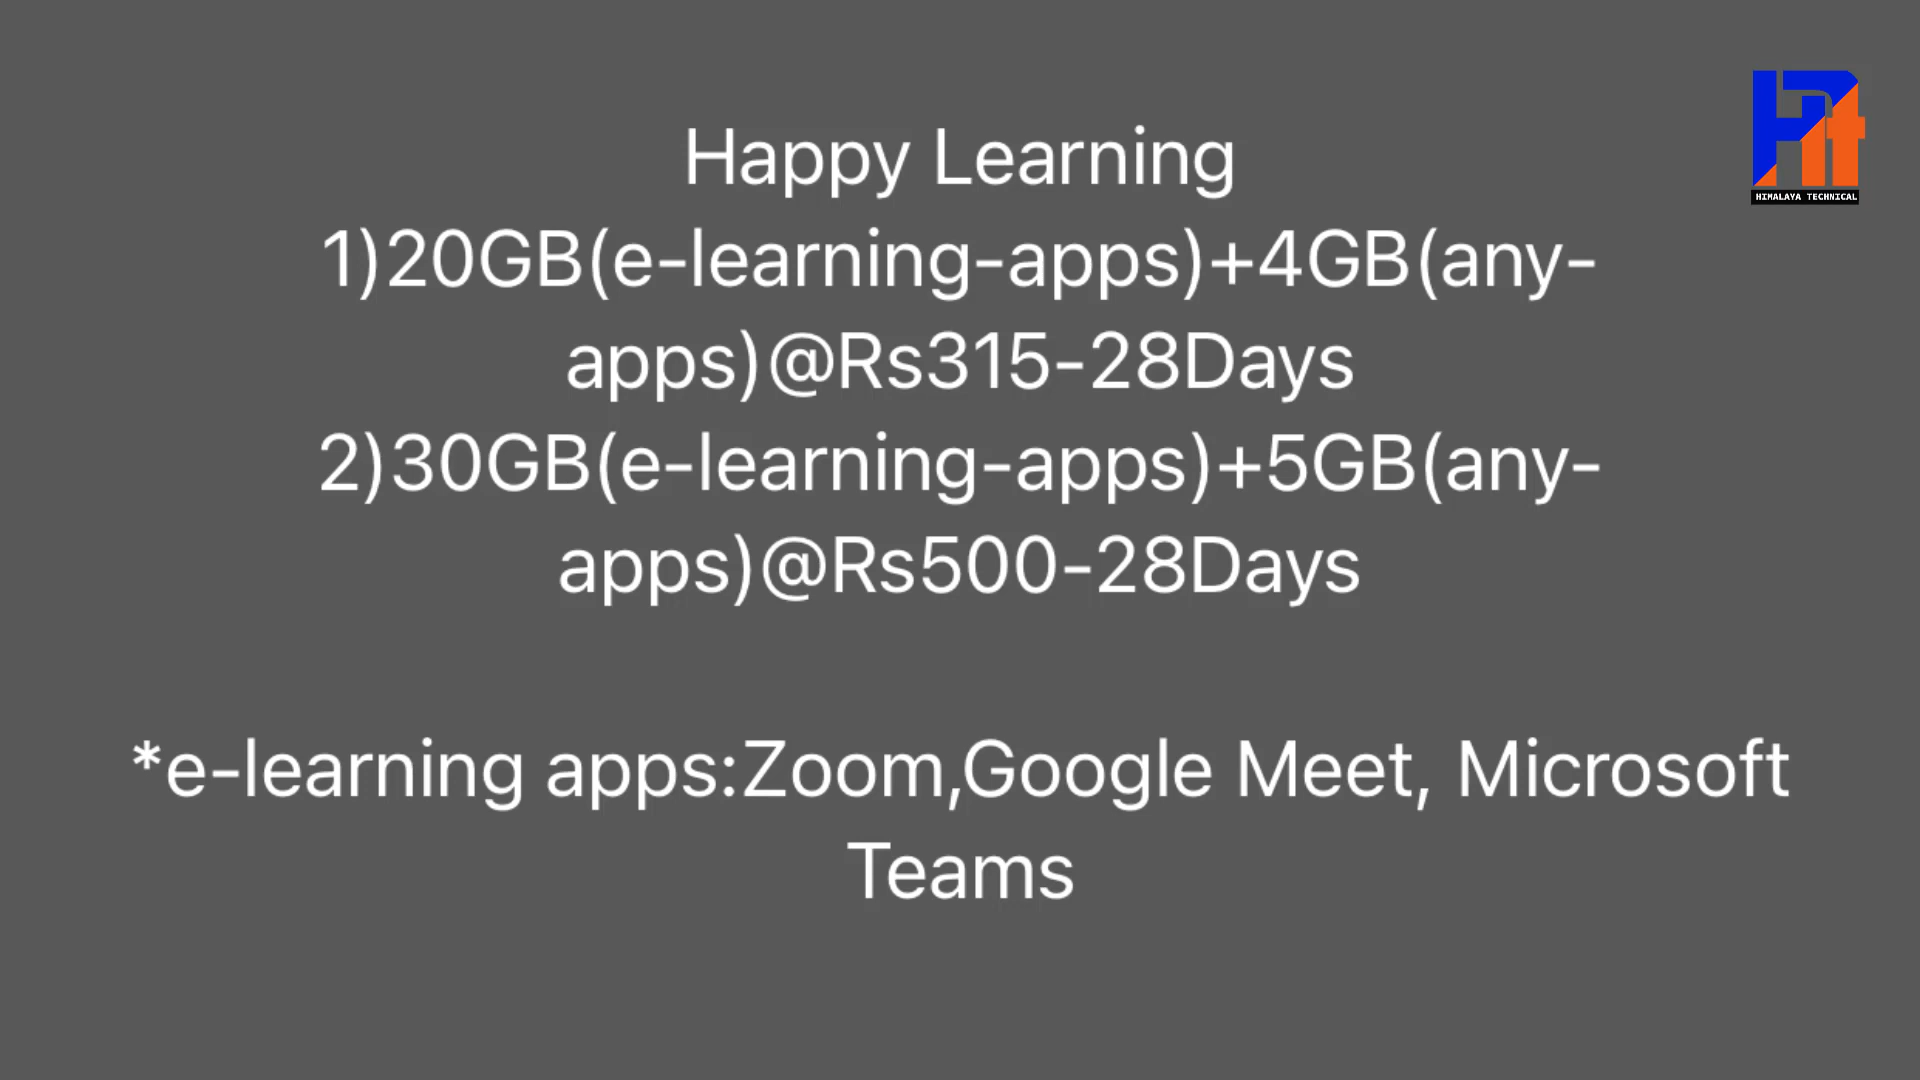 Happy Learning
1)20GB(e-learning-apps)+4GB(any-
apps)@Rs315-28Days
2)30GB(e-learning-apps)+5GB(any-
apps)@Rs500-28Days
*e-learning apps:Zoom,Google Meet, Microsoft
Teams
HIMALAYA TECHNICAL